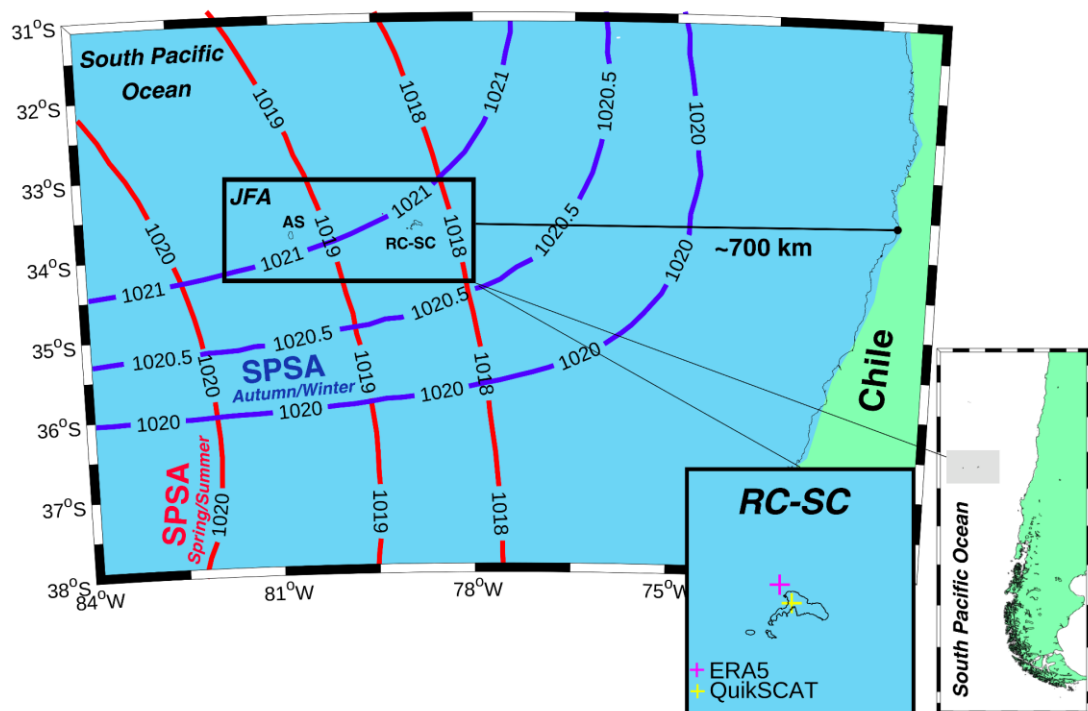 31°S
32°S
33°S
34°S
35°S
36°S
37°S
38°S
84°W
81°W
78°W
75°W
South Pacific
Ocean
1019
1018
1021
1020.5
1020
JFA
AS
RC-SC
1021
1021
1019
1018
1020
1020.5
1020
~700 km
1021
1020.5
1020.5
1020.5
1020
1019
1018
1020
1020
1020
1020
SPSA
Autumn/Winter
SPSA
Spring/Summer
1019
1018
Chile
RC-SC
ERA5
QuikSCAT
South Pacific Ocean